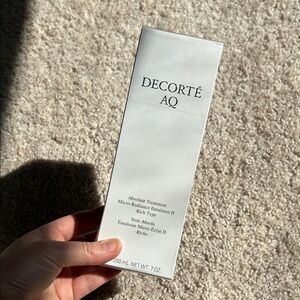 DECORTÉ
AQ
Absolute Treatment
Micro-Radiance Emulsion II
- Rich Type
Soin Absolu
Émulsion Micro-Éclat II
- Riche
200 mL NET WT. 7 OZ.